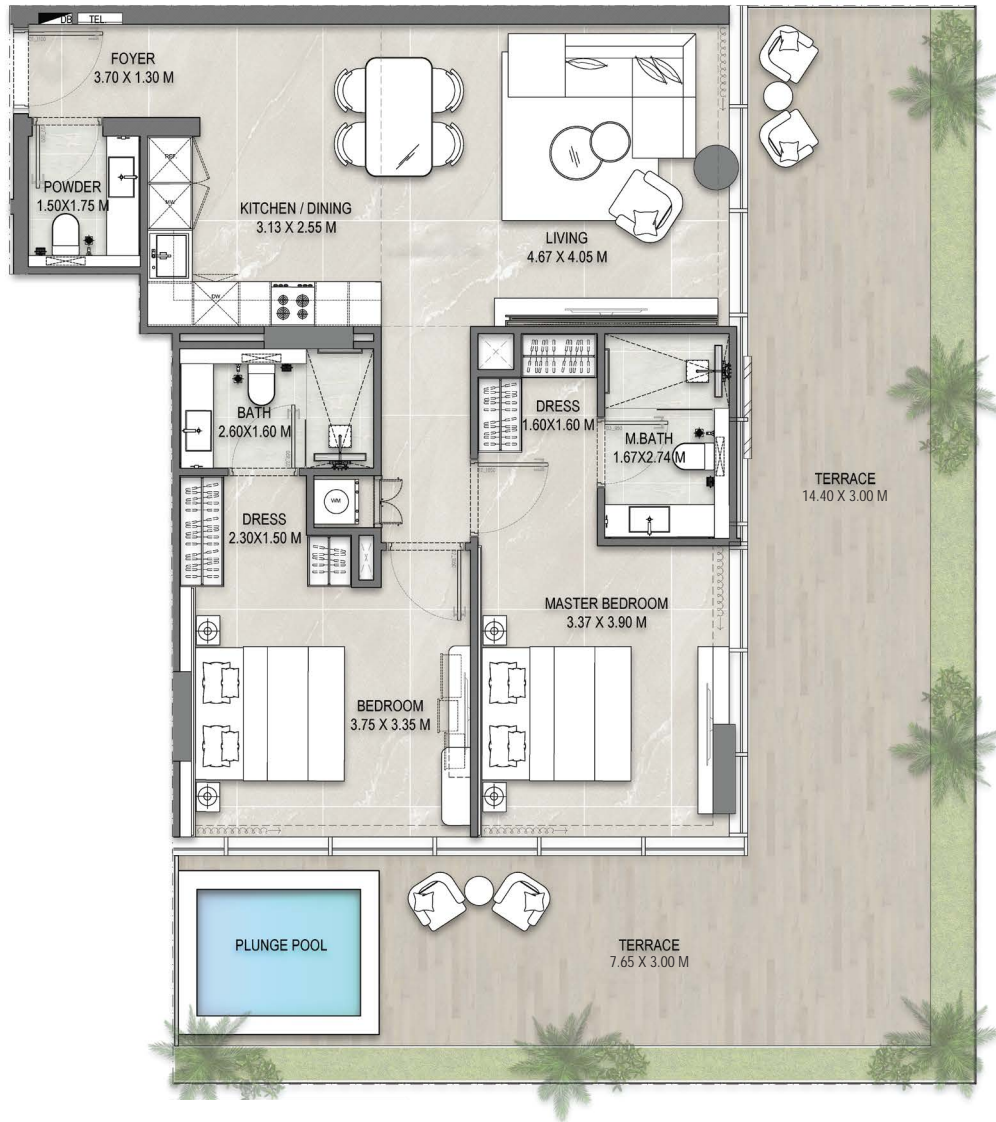 DB
TEL.
FOYER
3.70 X 1.30 M
POWDER
1.50X1.75 M
REF.
MW
KITCHEN / DINING
3.13 X 2.55 M
LIVING
4.67 X 4.05 M
DW
BATH
2.60X1.60 M
DRESS
1.60X1.60 M
M.BATH
1.67X2.74 M
TERRACE
14.40 X 3.00 M
WM
DRESS
2.30X1.50 M
MASTER BEDROOM
3.37 X 3.90 M
BEDROOM
3.75 X 3.35 M
PLUNGE POOL
TERRACE
7.65 X 3.00 M